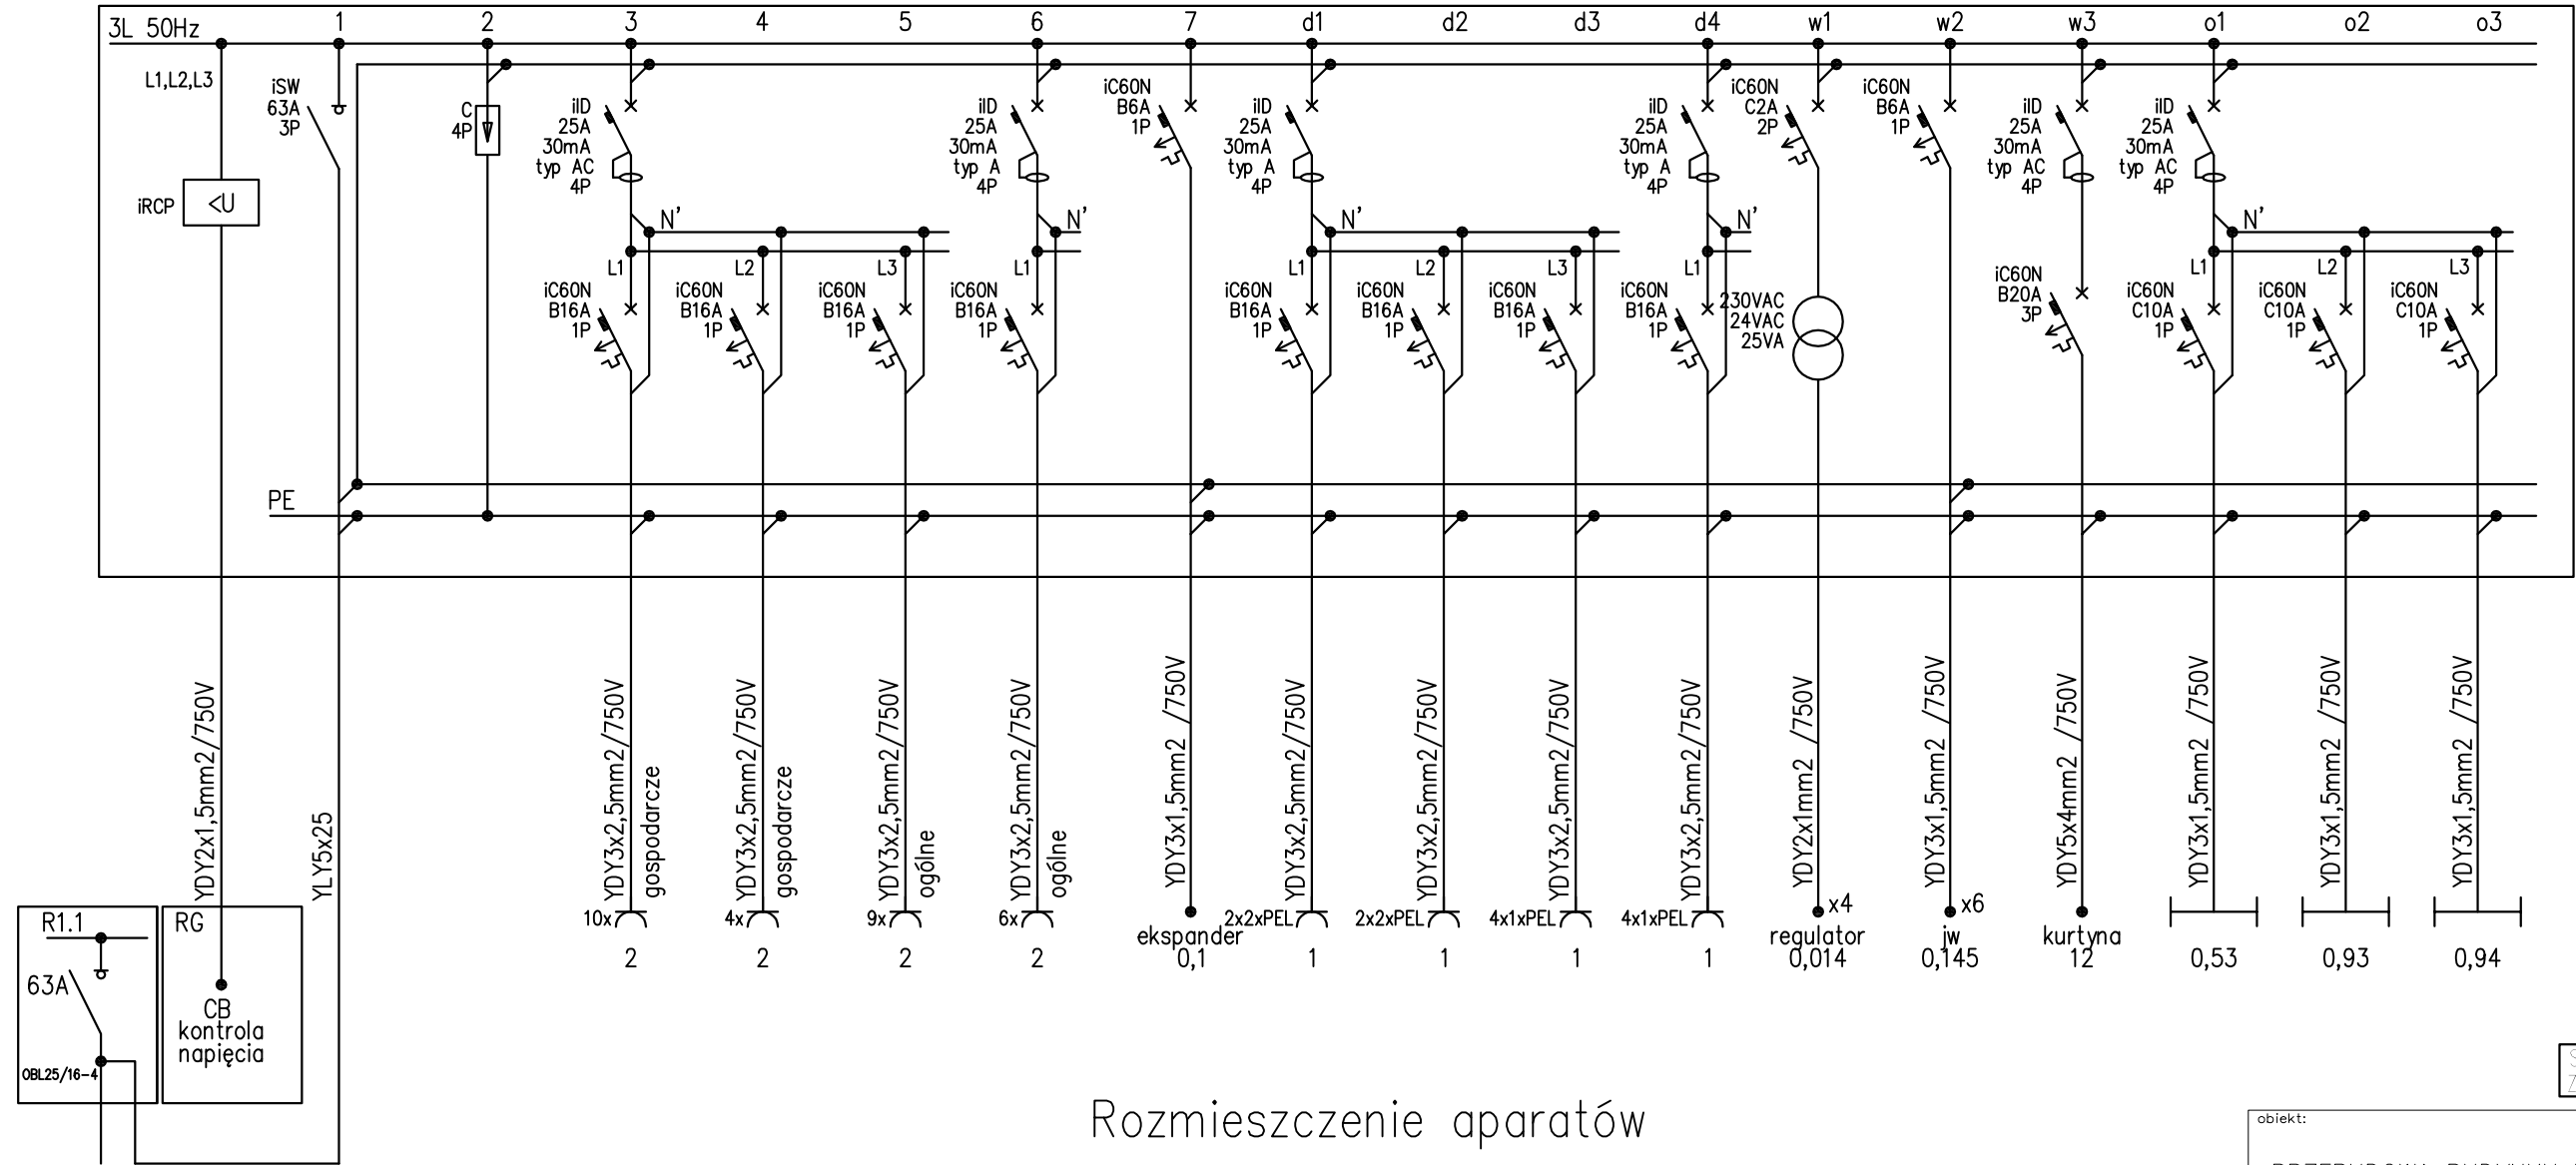 3L 50Hz
1 2 3 4 5 6 7 d1 d2 d3 d4 w1 w2 w3 o1 o2 o3
L1,L2,L3
iRCP
<U
iSW
63A
3P
C
4P
iID
25A
30mA
typ AC
4P
iID
25A
30mA
typ A
4P
iC60N
B6A
1P
iID
25A
30mA
typ A
4P
iID
25A
30mA
typ A
4P
iC60N
C2A
2P
iC60N
B6A
1P
iID
25A
30mA
typ AC
4P
iID
25A
30mA
typ AC
4P
N' N' N' N' N'
L1 L2 L3 L1 L1 L2 L3 L1 L1 L2 L3
iC60N
B16A
1P
iC60N
B16A
1P
iC60N
B16A
1P
iC60N
B16A
1P
iC60N
B16A
1P
iC60N
B16A
1P
iC60N
B16A
1P
iC60N
B16A
1P
230VAC
24VAC
25VA
iC60N
B20A
3P
iC60N
C10A
1P
iC60N
C10A
1P
iC60N
C10A
1P
PE
YDY2x1,5mm2/750V
YLY5x25
YDY3x2,5mm2/750V
gospodarcze
YDY3x2,5mm2/750V
gospodarcze
YDY3x2,5mm2/750V
ogólne
YDY3x2,5mm2/750V
ogólne
YDY3x1,5mm2 /750V
YDY3x2,5mm2/750V
YDY3x2,5mm2/750V
YDY3x2,5mm2/750V
YDY3x2,5mm2/750V
YDY2x1mm2 /750V
YDY3x1,5mm2 /750V
YDY5x4mm2 /750V
YDY3x1,5mm2 /750V
YDY3x1,5mm2 /750V
YDY3x1,5mm2 /750V
10x 4x 9x 6x 2x2xPEL 2x2xPEL 4x1xPEL 4x1xPEL x4 x6
ekspander regulator jw kurtyna
2 2 2 2 0,1 1 1 1 1 0,014 0,145 12 0,53 0,93 0,94
R1.1
63A
OBL25/16-4
RG
CB
kontrola
napięcia
Rozmieszczenie aparatów
obiekt: